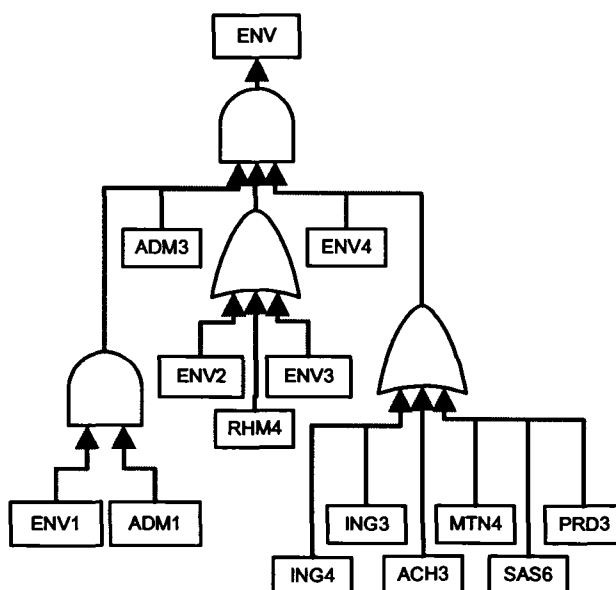 ENV
ADM3
ENV4
ENV2
ENV3
RHM4
ENV1
ADM1
ING3
MTN4
PRD3
ING4
ACH3
SAS6